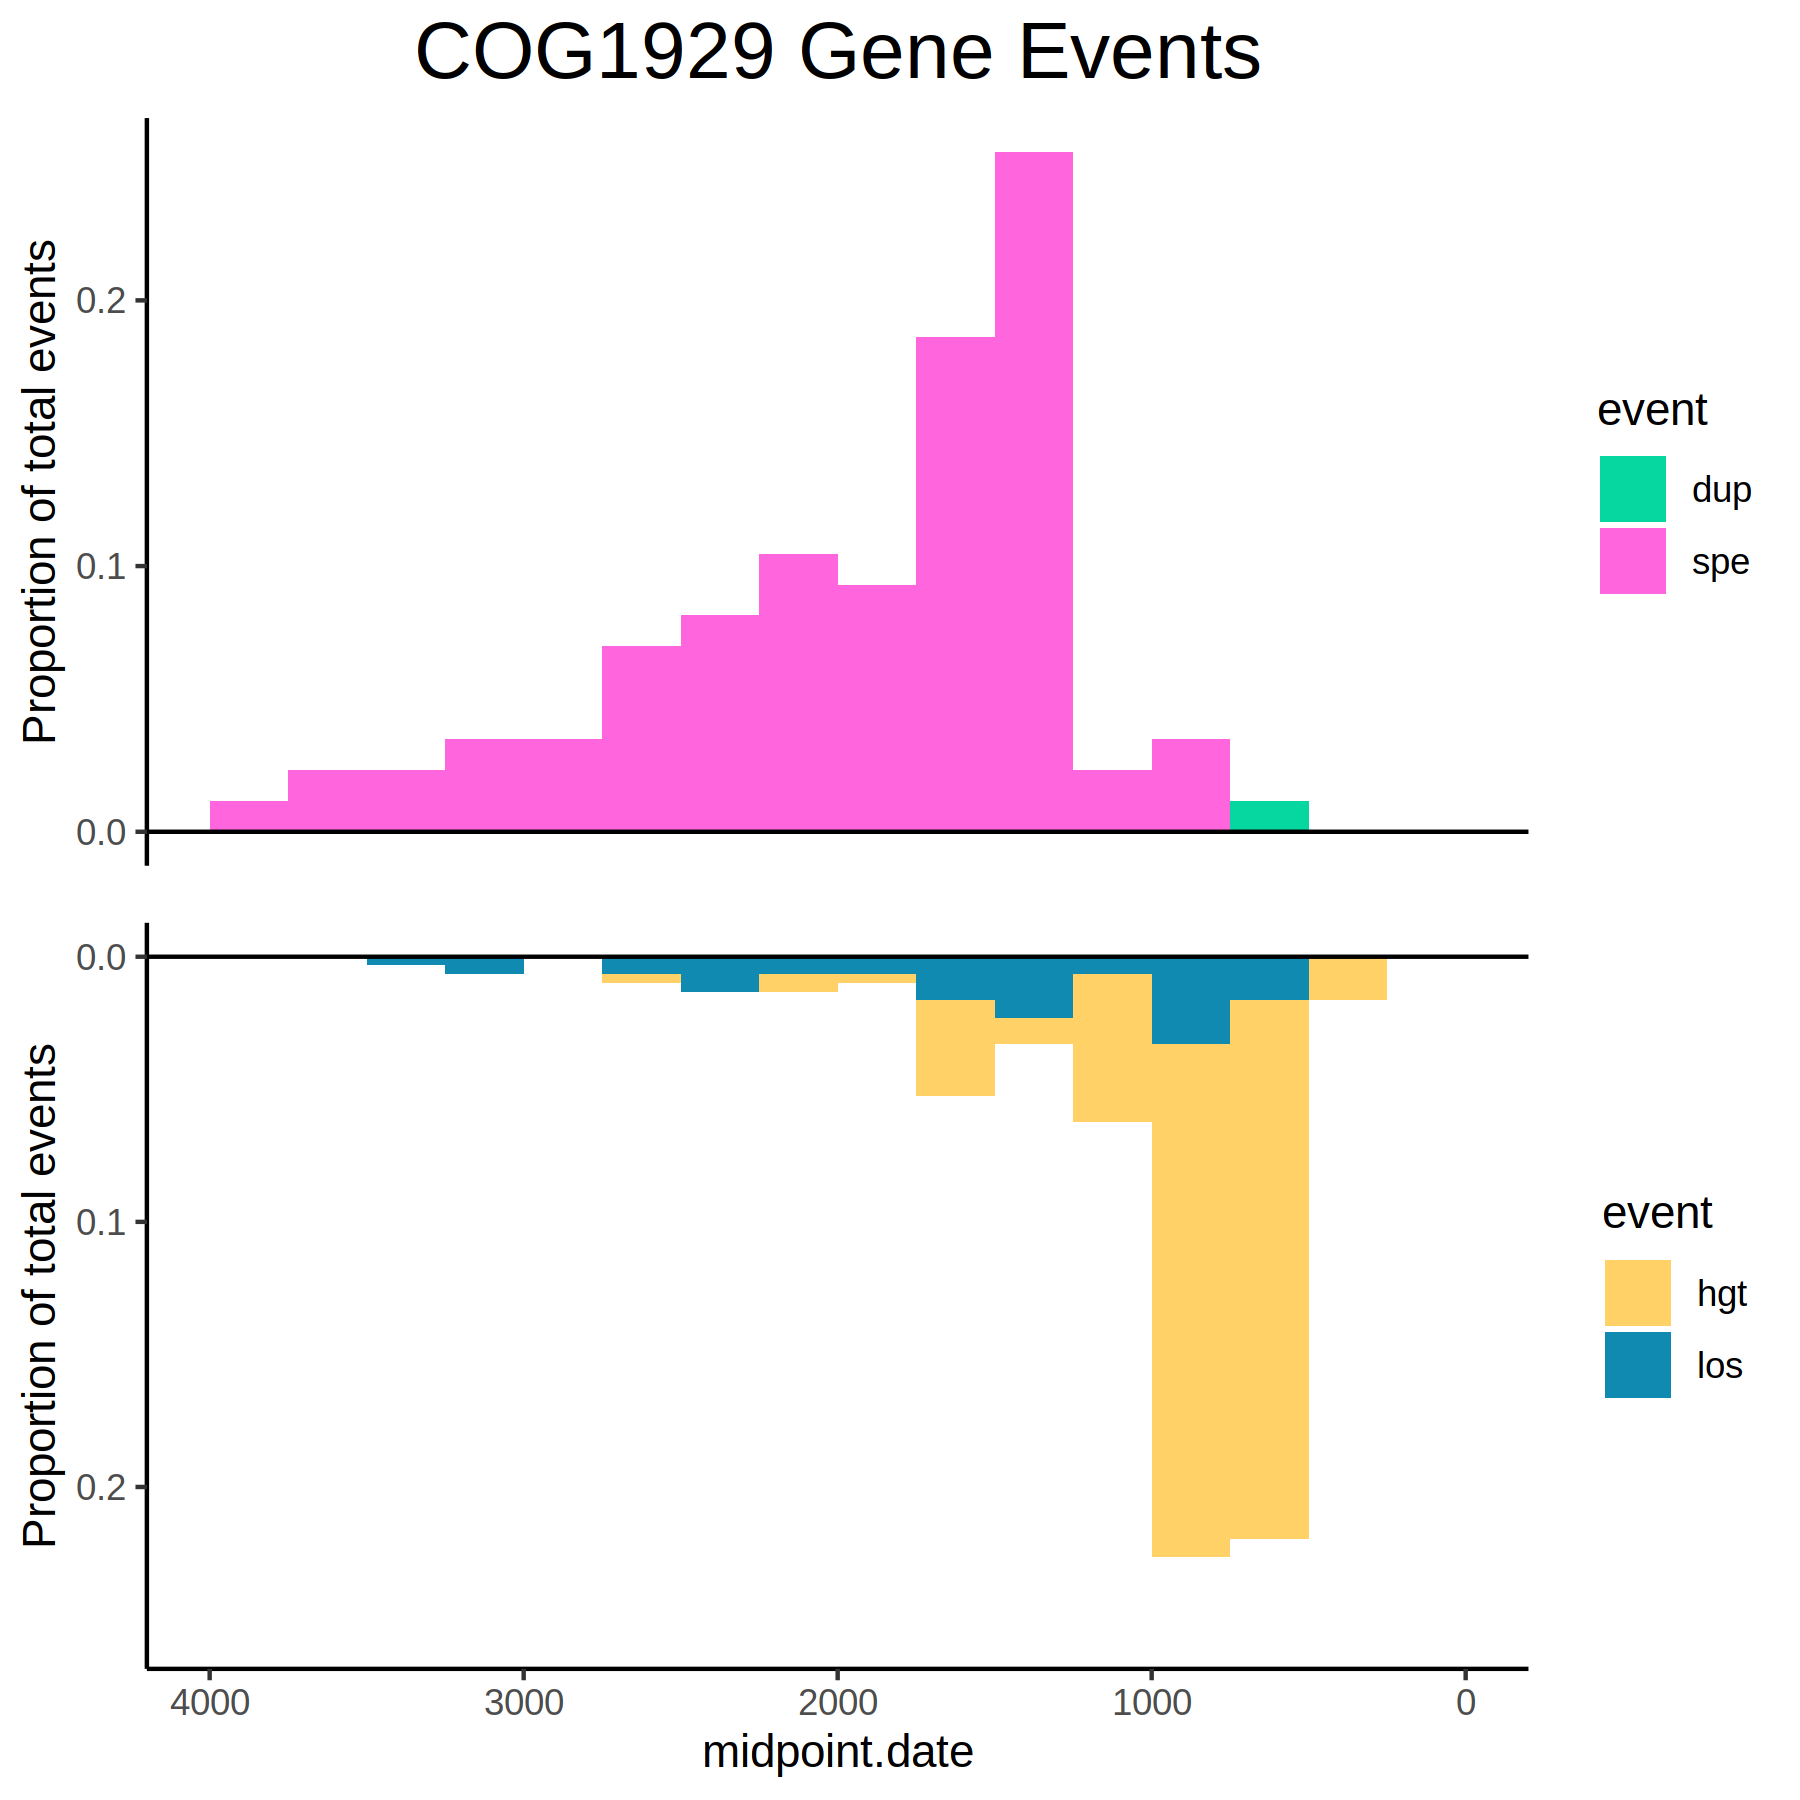 COG1929 Gene Events
Proportion of total events
0.2
0.1
0.0
event
dup
spe
Proportion of total events
0.0
0.1
0.2
event
hgt
los
4000 3000 2000 1000 0
midpoint.date